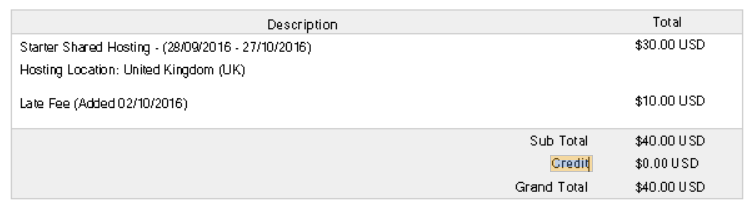 Description Total
Starter Shared Hosting - (28/09/2016 - 27/10/2016) $30.00 USD
Hosting Location: United Kingdom (UK)
Late Fee (Added 02/10/2016) $10.00 USD
Sub Total $40.00 USD
Credit $0.00 USD
Grand Total $40.00 USD